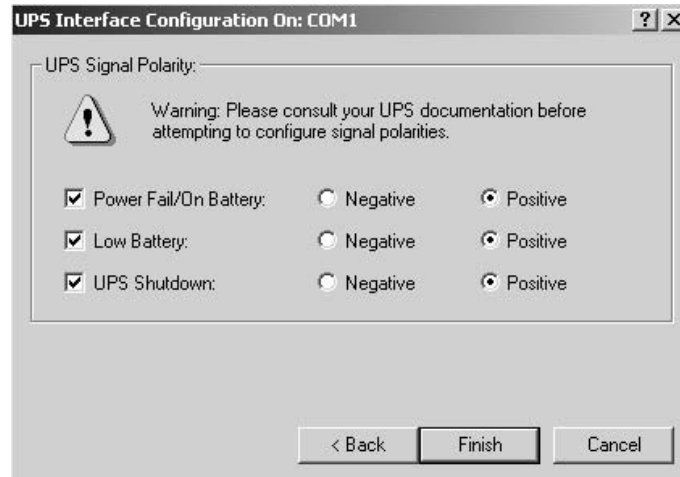 UPS Interface Configuration On: COM1
UPS Signal Polarity:
Warning: Please consult your UPS documentation before
attempting to configure signal polarities.
Power Fail/On Battery: Negative Positive
Low Battery: Negative Positive
UPS Shutdown: Negative Positive
< Back Finish Cancel